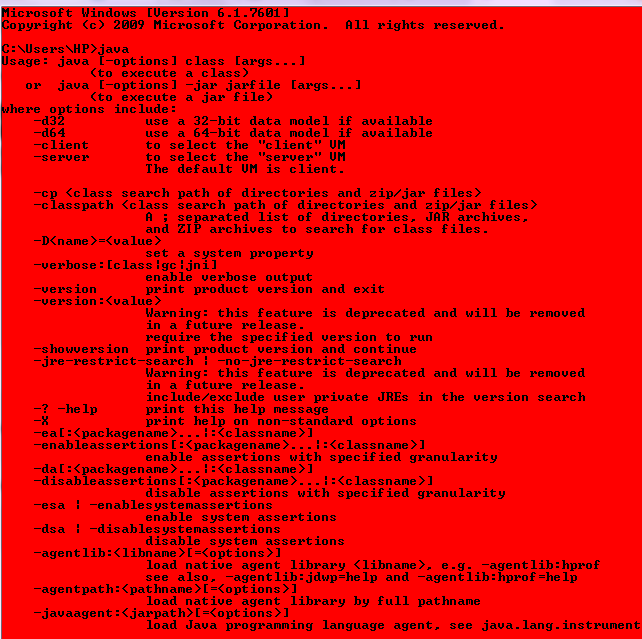 Microsoft Windows [Version 6.1.7601]
Copyright (c) 2009 Microsoft Corporation.  All rights reserved.

C:\Users\HP>java
Usage: java [-options] class [args...]
           (to execute a class)
   or  java [-options] -jar jarfile [args...]
           (to execute a jar file)
where options include:
    -d32          use a 32-bit data model if available
    -d64          use a 64-bit data model if available
    -client       to select the "client" VM
    -server       to select the "server" VM
                  The default VM is client.

    -cp <class search path of directories and zip/jar files>
    -classpath <class search path of directories and zip/jar files>
                  A ; separated list of directories, JAR archives,
                  and ZIP archives to search for class files.
    -D<name>=<value>
                  set a system property
    -verbose:[class|gc|jni]
                  enable verbose output
    -version      print product version and exit
    -version:<value>
                  Warning: this feature is deprecated and will be removed
                  in a future release.
                  require the specified version to run
    -showversion  print product version and continue
    -jre-restrict-search | -no-jre-restrict-search
                  Warning: this feature is deprecated and will be removed
                  in a future release.
                  include/exclude user private JREs in the version search
    -? -help      print this help message
    -X            print help on non-standard options
    -ea[:<packagename>...|:<classname>]
    -enableassertions[:<packagename>...|:<classname>]
                  enable assertions with specified granularity
    -da[:<packagename>...|:<classname>]
    -disableassertions[:<packagename>...|:<classname>]
                  disable assertions with specified granularity
    -esa | -enablesystemassertions
                  enable system assertions
    -dsa | -disablesystemassertions
                  disable system assertions
    -agentlib:<libname>[=<options>]
                  load native agent library <libname>, e.g. -agentlib:hprof
                  see also, -agentlib:jdwp=help and -agentlib:hprof=help
    -agentpath:<pathname>[=<options>]
                  load native agent library by full pathname
    -javaagent:<jarpath>[=<options>]
                  load Java programming language agent, see java.lang.instrument